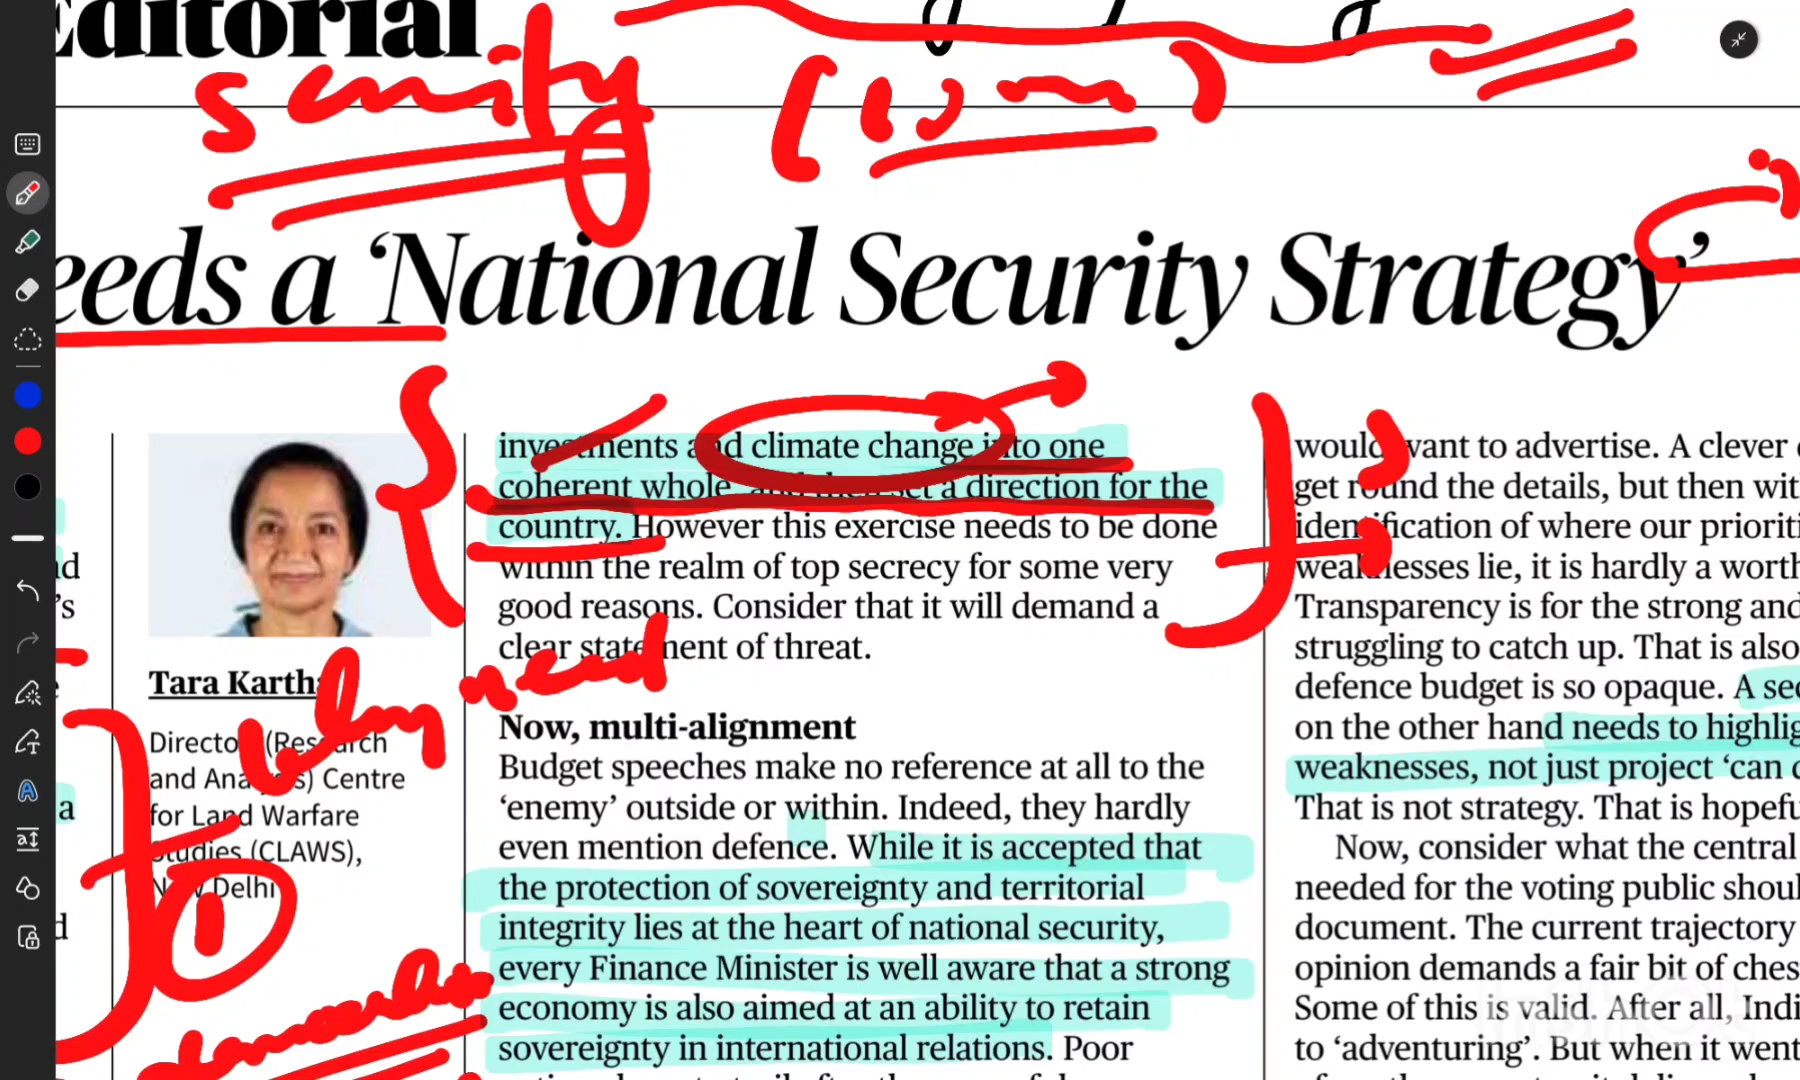 Editorial
security
eeds a ‘National Security Strategy’
d
’s
a
d
Tara Kartha
Director (Research
and Analysis) Centre
for Land Warfare
Studies (CLAWS),
New Delhi
why need
1
investments and climate change into one
coherent whole, and then set a direction for the
country. However this exercise needs to be done
within the realm of top secrecy for some very
good reasons. Consider that it will demand a
clear statement of threat.
Now, multi-alignment
Budget speeches make no reference at all to the
‘enemy’ outside or within. Indeed, they hardly
even mention defence. While it is accepted that
the protection of sovereignty and territorial
integrity lies at the heart of national security,
every Finance Minister is well aware that a strong
economy is also aimed at an ability to retain
sovereignty in international relations. Poor
would want to advertise. A clever
get round the details, but then wit
identification of where our prioriti
weaknesses lie, it is hardly a worth
Transparency is for the strong and
struggling to catch up. That is also
defence budget is so opaque. A sec
on the other hand needs to highlig
weaknesses, not just project ‘can
That is not strategy. That is hopefu
Now, consider what the central
needed for the voting public shoul
document. The current trajectory
opinion demands a fair bit of ches
Some of this is valid. After all, Indi
to ‘adventuring’. But when it went